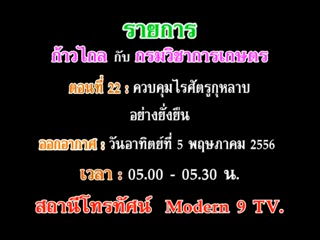 รายการ
ก้าวไกล กับ กรมวิชาการเกษตร
ตอนที่ 22 : ควบคุมไรศัตรูกุหลาบ
อย่างยั่งยืน
ออกอากาศ : วันอาทิตย์ที่ 5 พฤษภาคม 2556
เวลา : 05.00 - 05.30 น.
สถานีโทรทัศน์ Modern 9 TV.